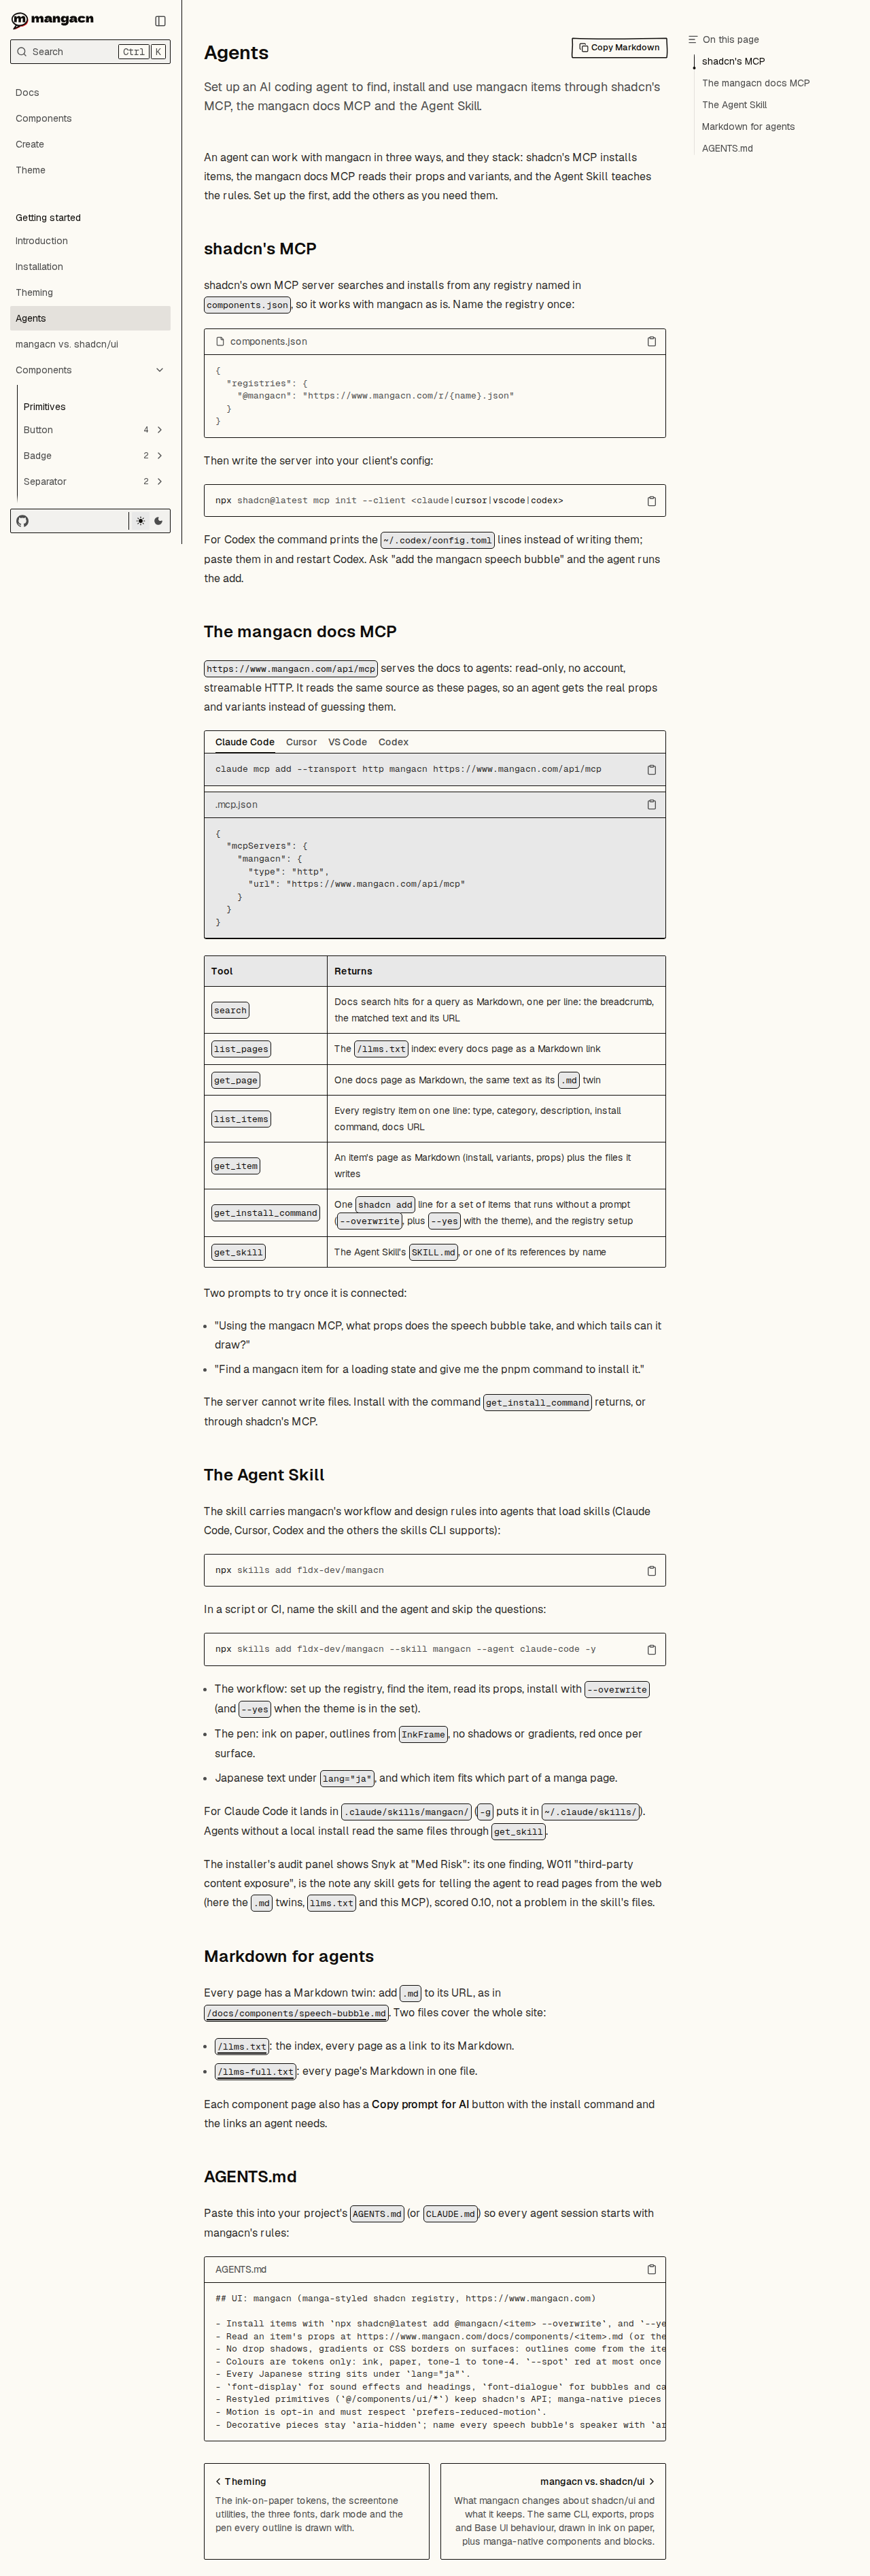 mangacn
Search
Ctrl
K
Docs
Components
Create
Theme
Getting started
Introduction
Installation
Theming
Agents
mangacn vs. shadcn/ui
Components
Primitives
Button
4
Badge
2
Separator
2
Agents
Copy Markdown
Set up an AI coding agent to find, install and use mangacn items through shadcn's
MCP, the mangacn docs MCP and the Agent Skill.
An agent can work with mangacn in three ways, and they stack: shadcn's MCP installs
items, the mangacn docs MCP reads their props and variants, and the Agent Skill teaches
the rules. Set up the first, add the others as you need them.
shadcn's MCP
shadcn's own MCP server searches and installs from any registry named in
components.json, so it works with mangacn as is. Name the registry once:
components.json
{
"registries": {
"@mangacn": "https://www.mangacn.com/r/{name}.json"
}
}
Then write the server into your client's config:
npx shadcn@latest mcp init --client <claude|cursor|vscode|codex>
For Codex the command prints the ~/.codex/config.toml lines instead of writing them;
paste them in and restart Codex. Ask "add the mangacn speech bubble" and the agent runs
the add.
The mangacn docs MCP
https://www.mangacn.com/api/mcp serves the docs to agents: read-only, no account,
streamable HTTP. It reads the same source as these pages, so an agent gets the real props
and variants instead of guessing them.
Claude Code
Cursor
VS Code
Codex
claude mcp add --transport http mangacn https://www.mangacn.com/api/mcp
.mcp.json
{
"mcpServers": {
"mangacn": {
"type": "http",
"url": "https://www.mangacn.com/api/mcp"
}
}
}
Tool
Returns
search
Docs search hits for a query as Markdown, one per line: the breadcrumb,
the matched text and its URL
list_pages
The /llms.txt index: every docs page as a Markdown link
get_page
One docs page as Markdown, the same text as its .md twin
list_items
Every registry item on one line: type, category, description, install
command, docs URL
get_item
An item's page as Markdown (install, variants, props) plus the files it
writes
get_install_command
One shadcn add line for a set of items that runs without a prompt
(--overwrite, plus --yes with the theme), and the registry setup
get_skill
The Agent Skill's SKILL.md, or one of its references by name
Two prompts to try once it is connected:
• "Using the mangacn MCP, what props does the speech bubble take, and which tails can it
draw?"
• "Find a mangacn item for a loading state and give me the pnpm command to install it."
The server cannot write files. Install with the command get_install_command returns, or
through shadcn's MCP.
The Agent Skill
The skill carries mangacn's workflow and design rules into agents that load skills (Claude
Code, Cursor, Codex and the others the skills CLI supports):
npx skills add fldx-dev/mangacn
In a script or CI, name the skill and the agent and skip the questions:
npx skills add fldx-dev/mangacn --skill mangacn --agent claude-code -y
• The workflow: set up the registry, find the item, read its props, install with --overwrite
(and --yes when the theme is in the set).
• The pen: ink on paper, outlines from InkFrame, no shadows or gradients, red once per
surface.
• Japanese text under lang="ja", and which item fits which part of a manga page.
For Claude Code it lands in .claude/skills/mangacn/ (-g puts it in ~/.claude/skills/).
Agents without a local install read the same files through get_skill.
The installer's audit panel shows Snyk at "Med Risk": its one finding, W011 "third-party
content exposure", is the note any skill gets for telling the agent to read pages from the web
(here the .md twins, llms.txt and this MCP), scored 0.10, not a problem in the skill's files.
Markdown for agents
Every page has a Markdown twin: add .md to its URL, as in
/docs/components/speech-bubble.md. Two files cover the whole site:
• /llms.txt: the index, every page as a link to its Markdown.
• /llms-full.txt: every page's Markdown in one file.
Each component page also has a Copy prompt for AI button with the install command and
the links an agent needs.
AGENTS.md
Paste this into your project's AGENTS.md (or CLAUDE.md) so every agent session starts with
mangacn's rules:
AGENTS.md
## UI: mangacn (manga-styled shadcn registry, https://www.mangacn.com)
- Install items with `npx shadcn@latest add @mangacn/<item> --overwrite`, and `--ye
- Read an item's props at https://www.mangacn.com/docs/components/<item>.md (or the
- No drop shadows, gradients or CSS borders on surfaces: outlines come from the ite
- Colours are tokens only: ink, paper, tone-1 to tone-4. `--spot` red at most once
- Every Japanese string sits under `lang="ja"`.
- `font-display` for sound effects and headings, `font-dialogue` for bubbles and ca
- Restyled primitives (`@/components/ui/*`) keep shadcn's API; manga-native pieces
- Motion is opt-in and must respect `prefers-reduced-motion`.
- Decorative pieces stay `aria-hidden`; name every speech bubble's speaker with `ar
Theming
The ink-on-paper tokens, the screentone
utilities, the three fonts, dark mode and the
pen every outline is drawn with.
mangacn vs. shadcn/ui
What mangacn changes about shadcn/ui and
what it keeps. The same CLI, exports, props
and Base UI behaviour, drawn in ink on paper,
plus manga-native components and blocks.
On this page
shadcn's MCP
The mangacn docs MCP
The Agent Skill
Markdown for agents
AGENTS.md